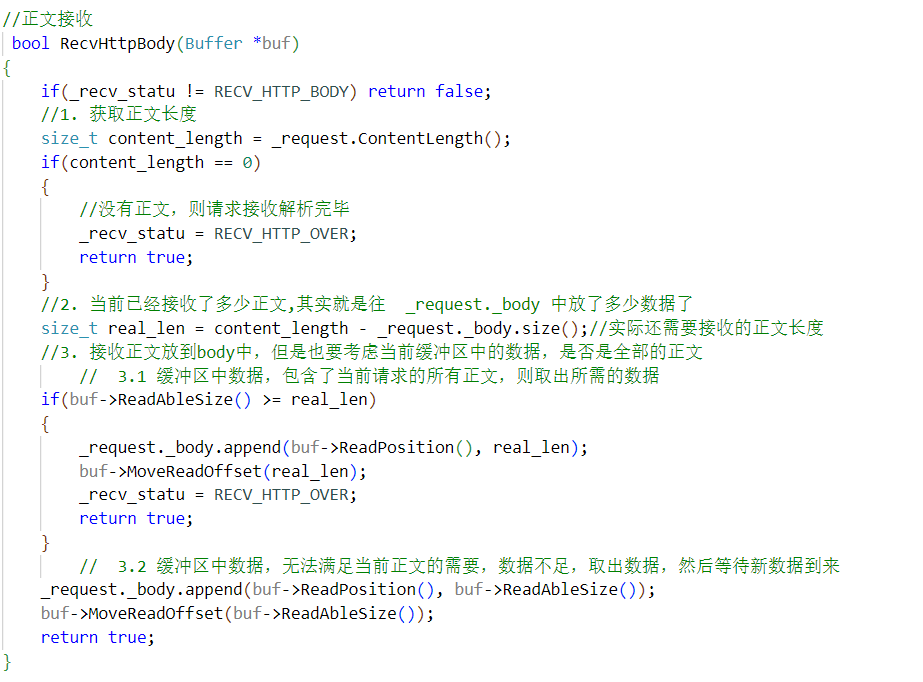 //正文接收
bool RecvHttpBody(Buffer *buf)
{
    if(_recv_statu != RECV_HTTP_BODY) return false;
    //1. 获取正文长度
    size_t content_length = _request.ContentLength();
    if(content_length == 0)
    {
        //没有正文，则请求接收解析完毕
        _recv_statu = RECV_HTTP_OVER;
        return true;
    }
    //2. 当前已经接收了多少正文,其实就是往  _request._body 中放了多少数据了
    size_t real_len = content_length - _request._body.size();//实际还需要接收的正文长度
    //3. 接收正文放到body中，但是也要考虑当前缓冲区中的数据，是否是全部的正文
        //  3.1 缓冲区中数据，包含了当前请求的所有正文，则取出所需的数据
    if(buf->ReadAbleSize() >= real_len)
    {
        _request._body.append(buf->ReadPosition(), real_len);
        buf->MoveReadOffset(real_len);
        _recv_statu = RECV_HTTP_OVER;
        return true;
    }
        //  3.2 缓冲区中数据，无法满足当前正文的需要，数据不足，取出数据，然后等待新数据到来
    _request._body.append(buf->ReadPosition(), buf->ReadAbleSize());
    buf->MoveReadOffset(buf->ReadAbleSize());
    return true;
}